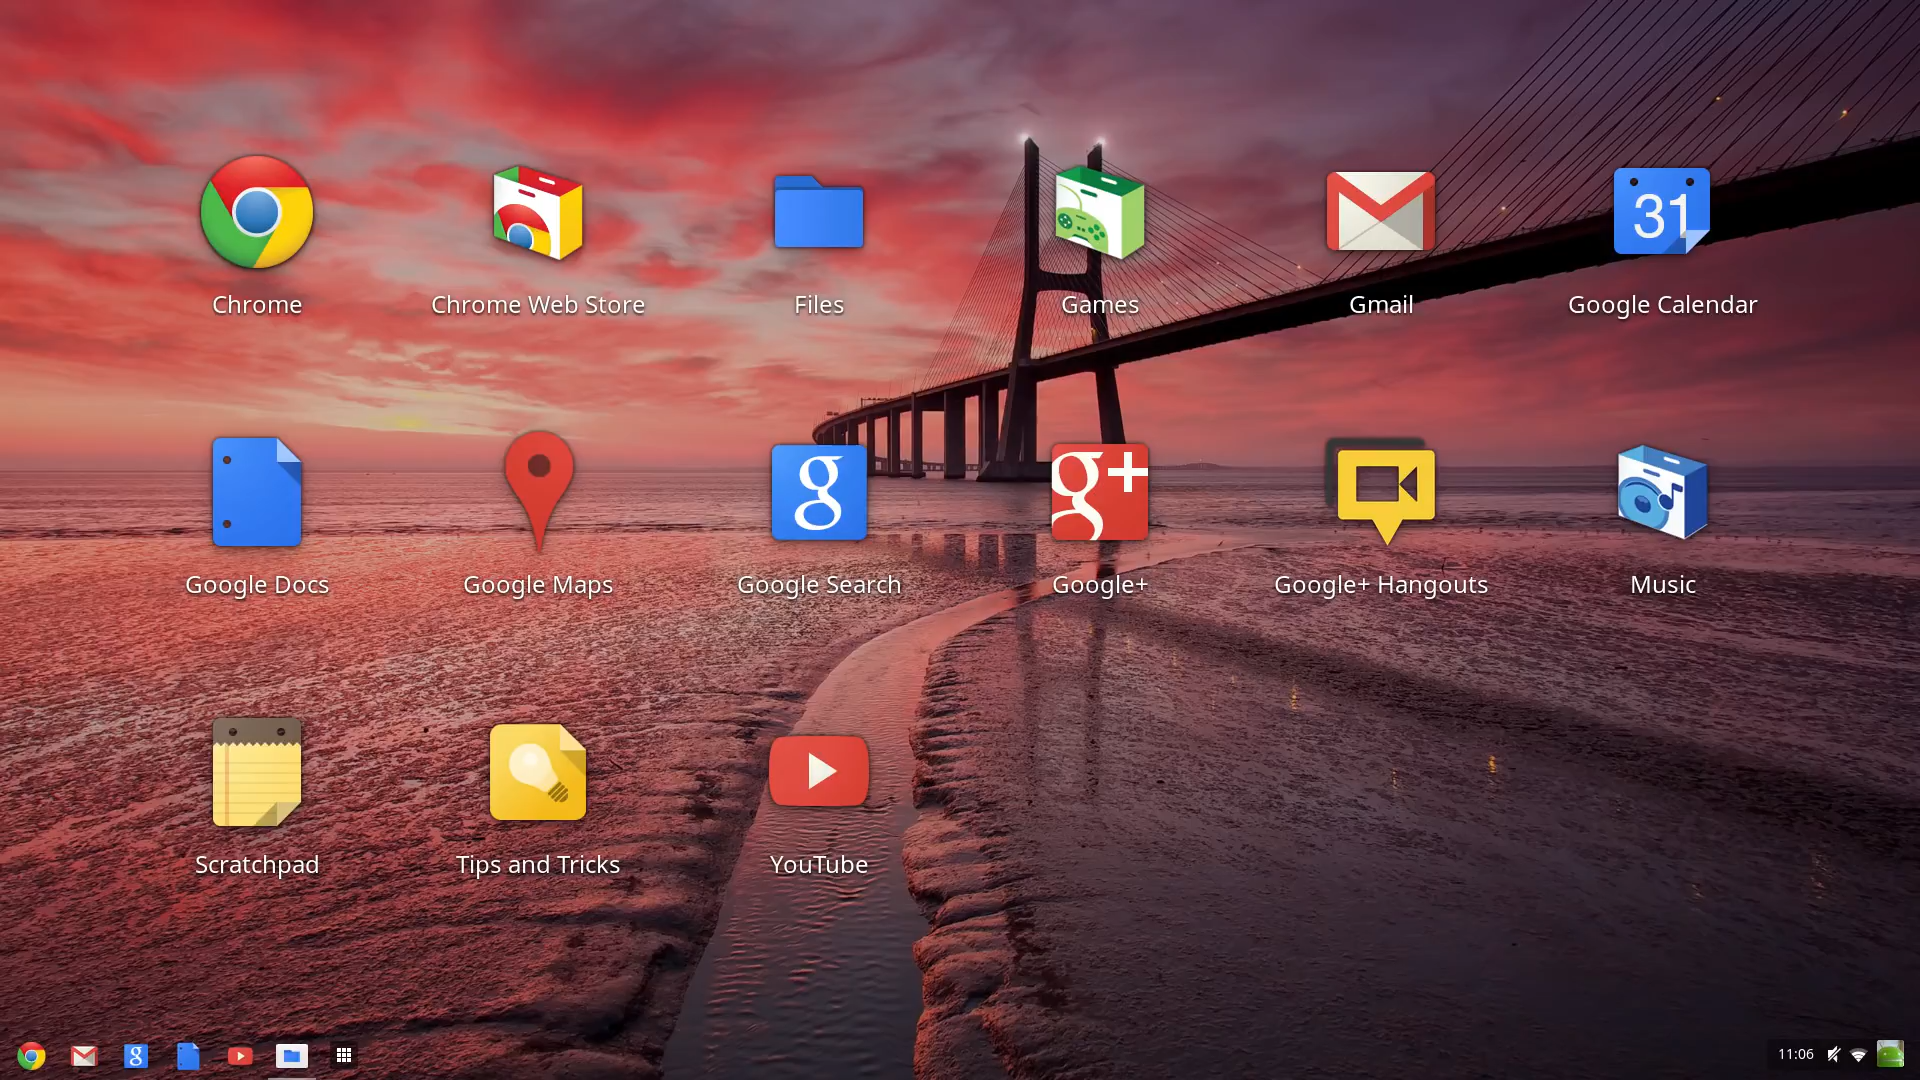 Chrome
Chrome Web Store
Files
Games
Gmail
31
Google Calendar
Google Docs
Google Maps
g
Google Search
g+
Google+
Google+ Hangouts
Music
Scratchpad
Tips and Tricks
YouTube
g
11:06